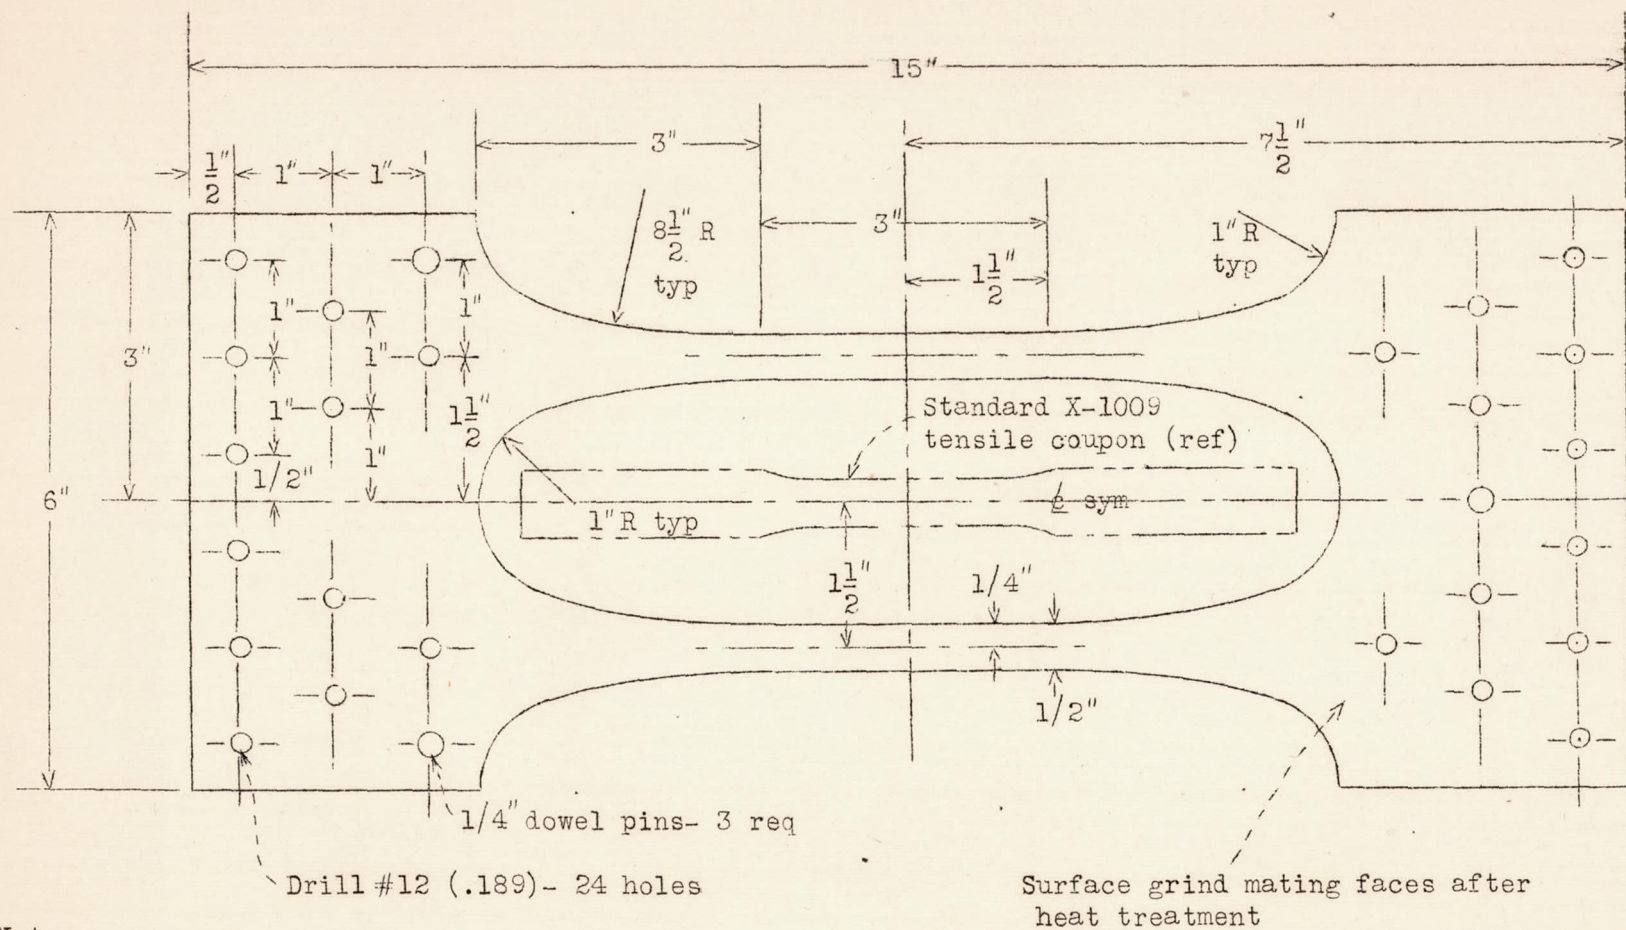 15"
3"
7 1/2"
1/2"
1"
1"
8 1/2" R
typ
3"
1" R
typ
1 1/2"
1"
1"
1"
3"
1"
1 1/2"
1"
1/2"
6"
Standard X-1009
tensile coupon (ref)
℄ sym
1" R typ
1 1/2"
1/4"
1/2"
1/4" dowel pins- 3 req
Drill #12 (.189)- 24 holes
Surface grind mating faces after
heat treatment